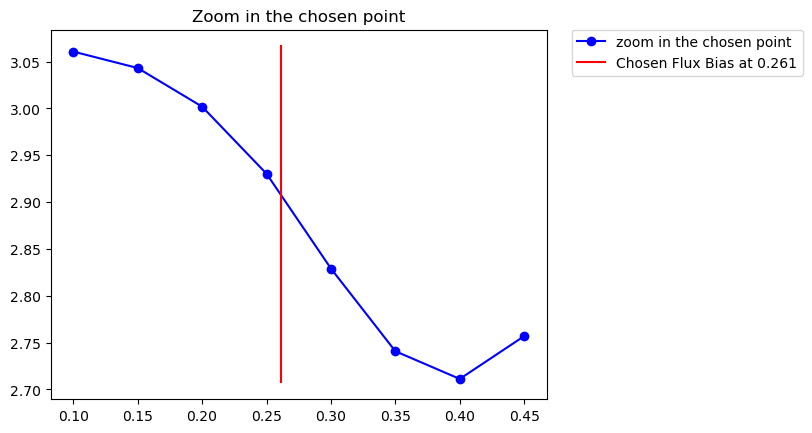 Zoom in the chosen point
zoom in the chosen point
Chosen Flux Bias at 0.261
3.05
3.00
2.95
2.90
2.85
2.80
2.75
2.70
0.10 0.15 0.20 0.25 0.30 0.35 0.40 0.45